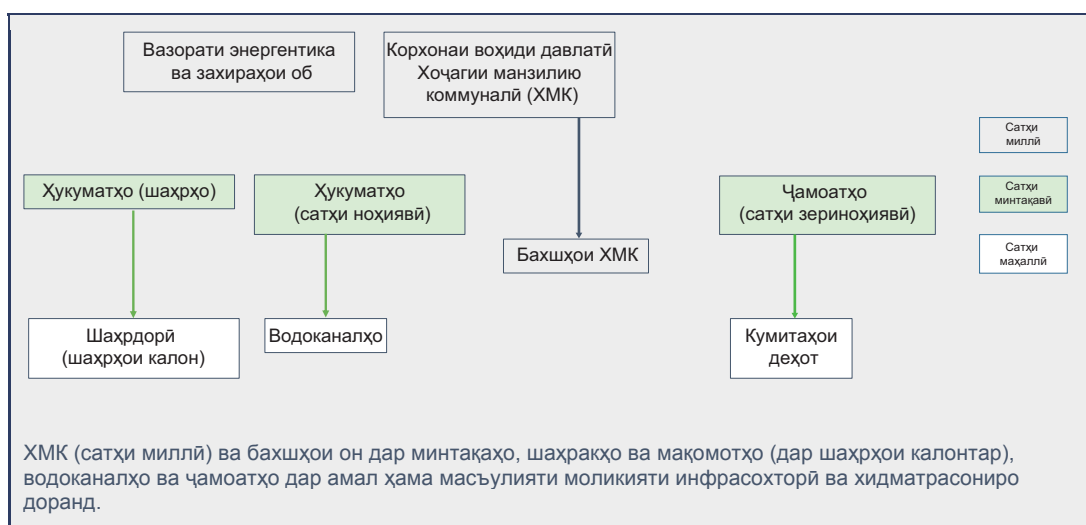 Вазорати энергентика
ва захираҳои об
Корхонаи воҳиди давлатӣ
Хоҷагии манзилию
коммуналӣ (ХМК)
Сатҳи
миллӣ
Ҳукуматҳо (шаҳрҳо)
Ҳукуматҳо
(сатҳи ноҳиявӣ)
Ҷамоатҳо
(сатҳи зериноҳиявӣ)
Сатҳи
минтақавӣ
Бахшҳои ХМК
Сатҳи
маҳаллӣ
Шаҳрдорӣ
(шаҳрҳои калон)
Водоканалҳо
Кумитаҳои
деҳот
ХМК (сатҳи миллӣ) ва бахшҳои он дар минтақаҳо, шаҳракҳо ва мақомотҳо (дар шаҳрҳои калонтар),
водоканалҳо ва ҷамоатҳо дар амал ҳама масъулияти моликияти инфрасохторӣ ва хидматрасониро
доранд.